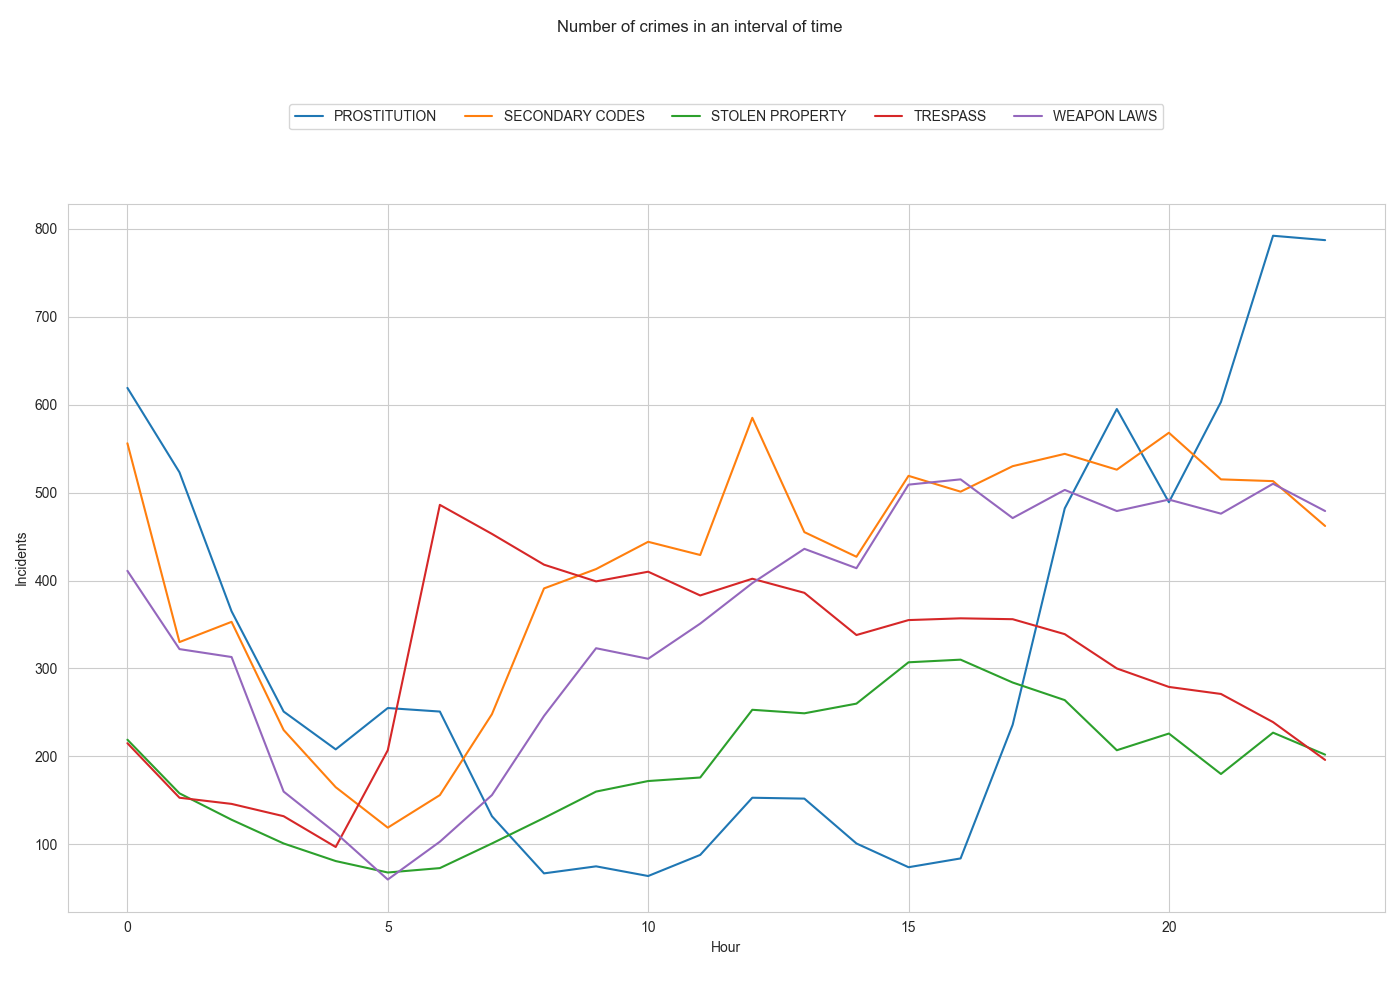 Number of crimes in an interval of time
PROSTITUTION SECONDARY CODES STOLEN PROPERTY TRESPASS WEAPON LAWS
800
700
600
500
400
300
200
100
Incidents
0 5 10 15 20
Hour